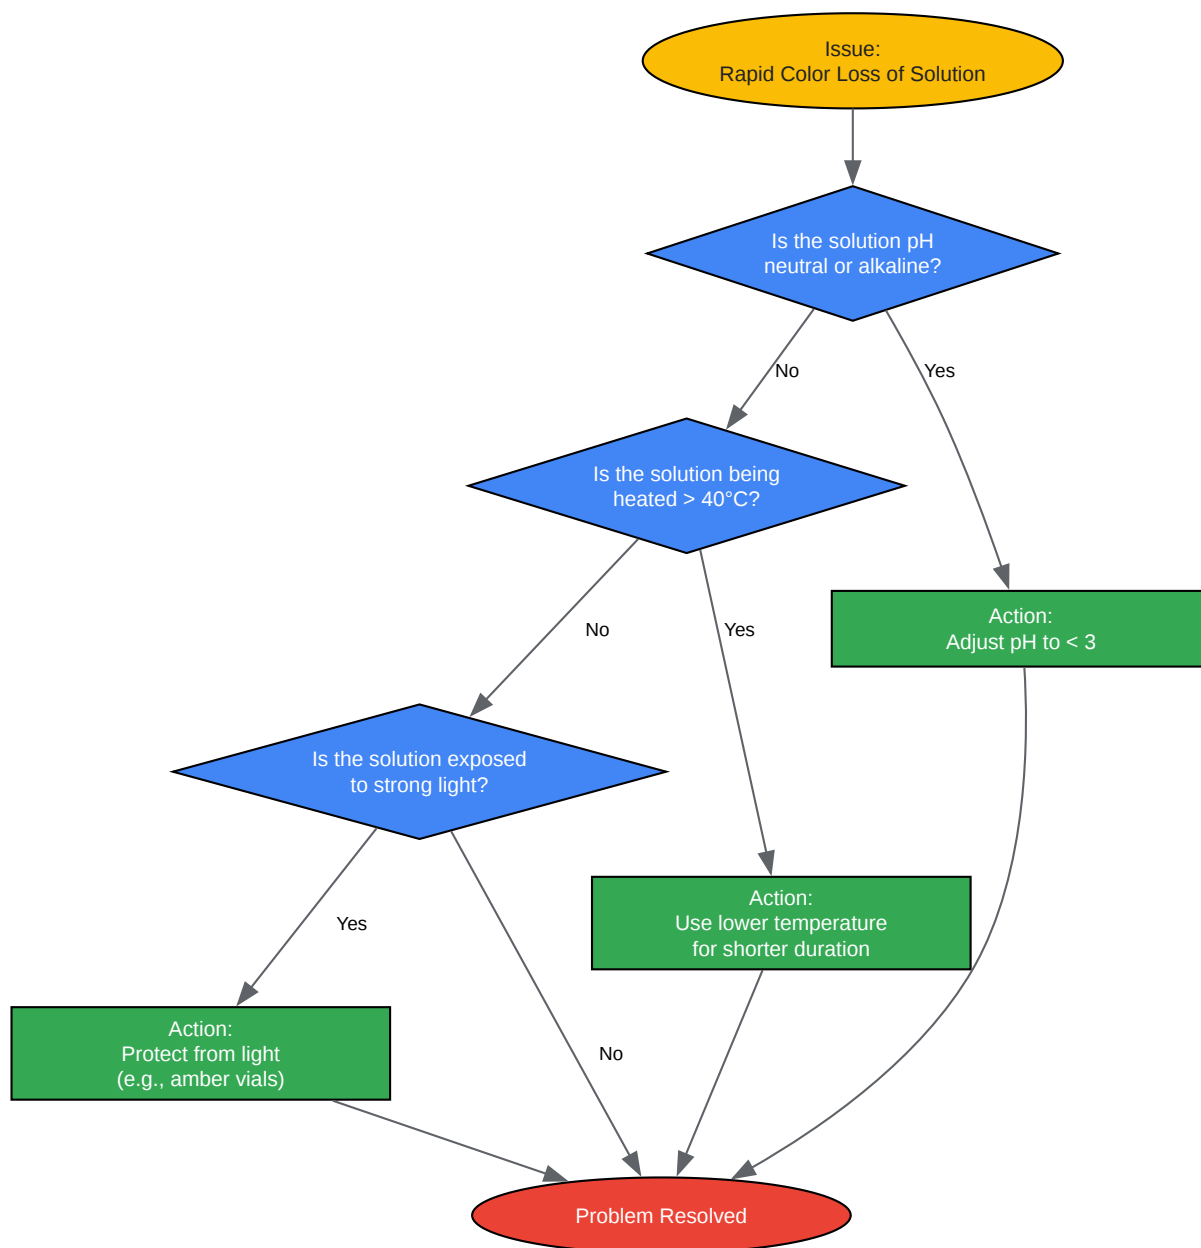 Issue:
Rapid Color Loss of Solution
Is the solution pH
neutral or alkaline?
No
Yes
Is the solution being
heated > 40°C?
No
Yes
Action:
Adjust pH to < 3
Is the solution exposed
to strong light?
Yes
No
Action:
Use lower temperature
for shorter duration
Action:
Protect from light
(e.g., amber vials)
Problem Resolved